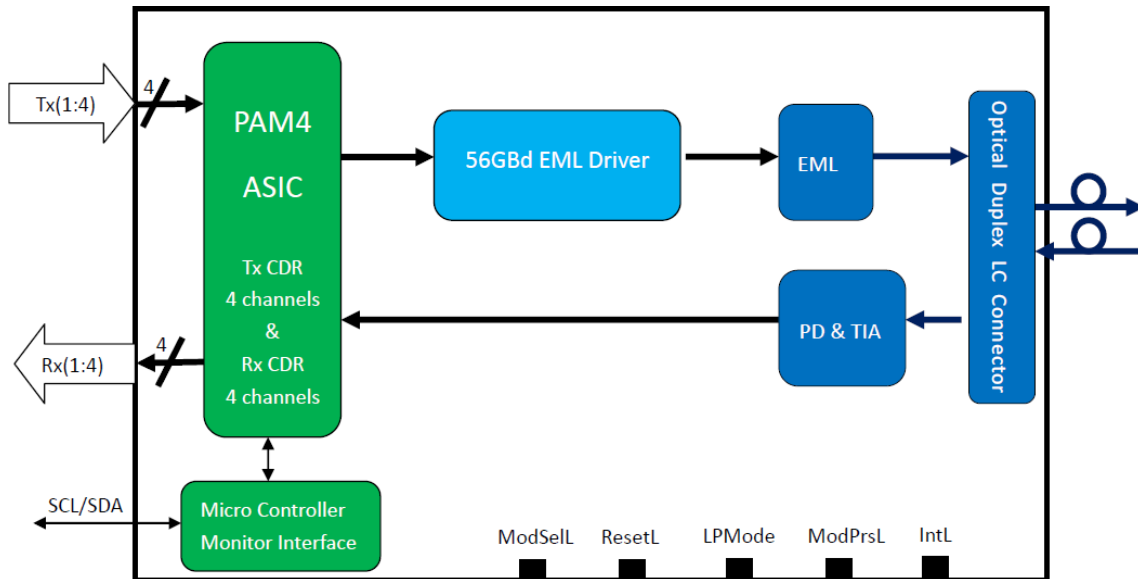 Tx(1:4)
4
PAM4
ASIC
Tx CDR
4 channels
&
Rx CDR
4 channels
56GBd EML Driver
EML
PD & TIA
Optical Duplex LC Connector
Rx(1:4)
4
SCL/SDA
Micro Controller
Monitor Interface
ModSelL
ResetL
LPMode
ModPrsL
IntL